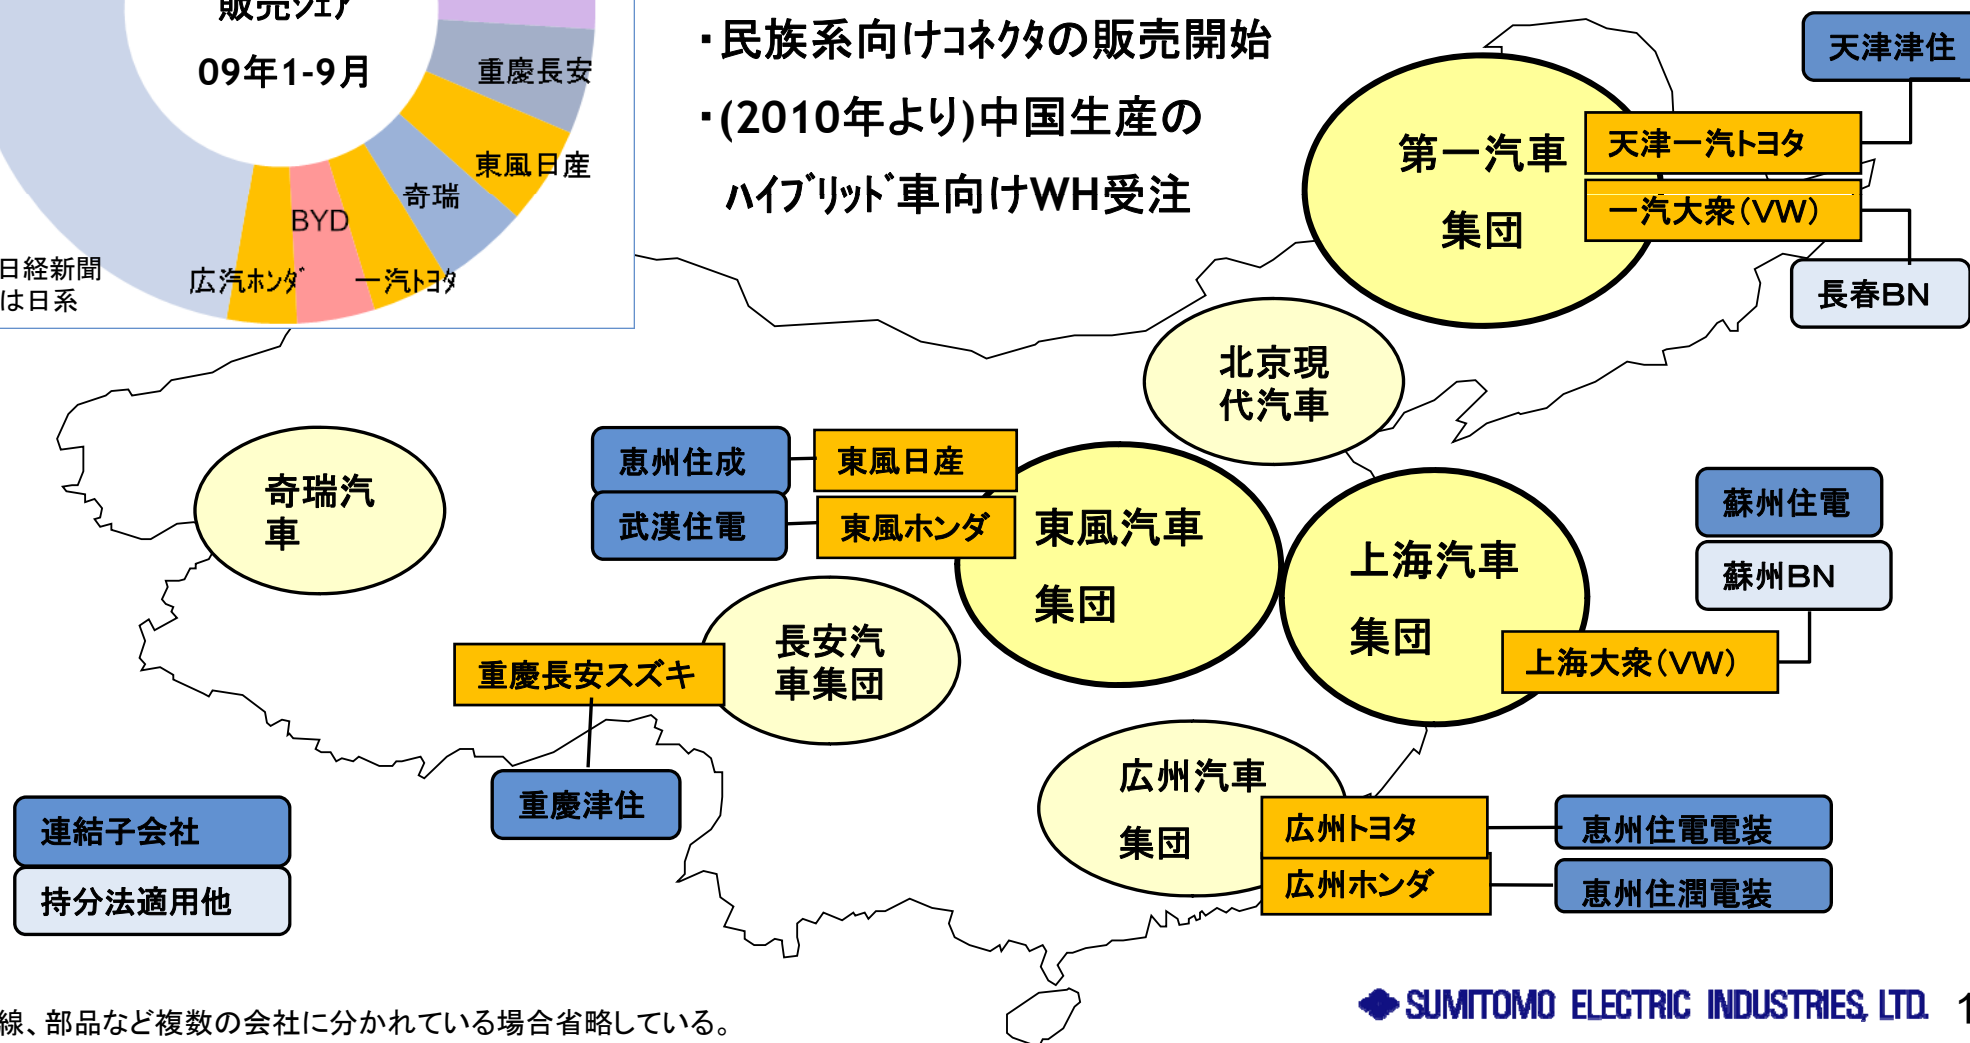 販売シェア
09年1-9月
重慶長安
東風日産
奇瑞
BYD
一汽トヨタ
広汽ホンダ
日経新聞
は日系
・民族系向けコネクタの販売開始
・(2010年より)中国生産の
ハイブリッド車向けWH受注
天津津住
第一汽車
集団
天津一汽トヨタ
一汽大衆(VW)
長春BN
北京現
代汽車
奇瑞汽
車
恵州住成
東風日産
武漢住電
東風ホンダ
東風汽車
集団
上海汽車
集団
蘇州住電
蘇州BN
上海大衆(VW)
長安汽
車集団
重慶長安スズキ
重慶津住
広州汽車
集団
広州トヨタ
恵州住電電装
広州ホンダ
恵州住潤電装
連結子会社
持分法適用他
線、部品など複数の会社に分かれている場合省略している。
SUMITOMO ELECTRIC INDUSTRIES, LTD.